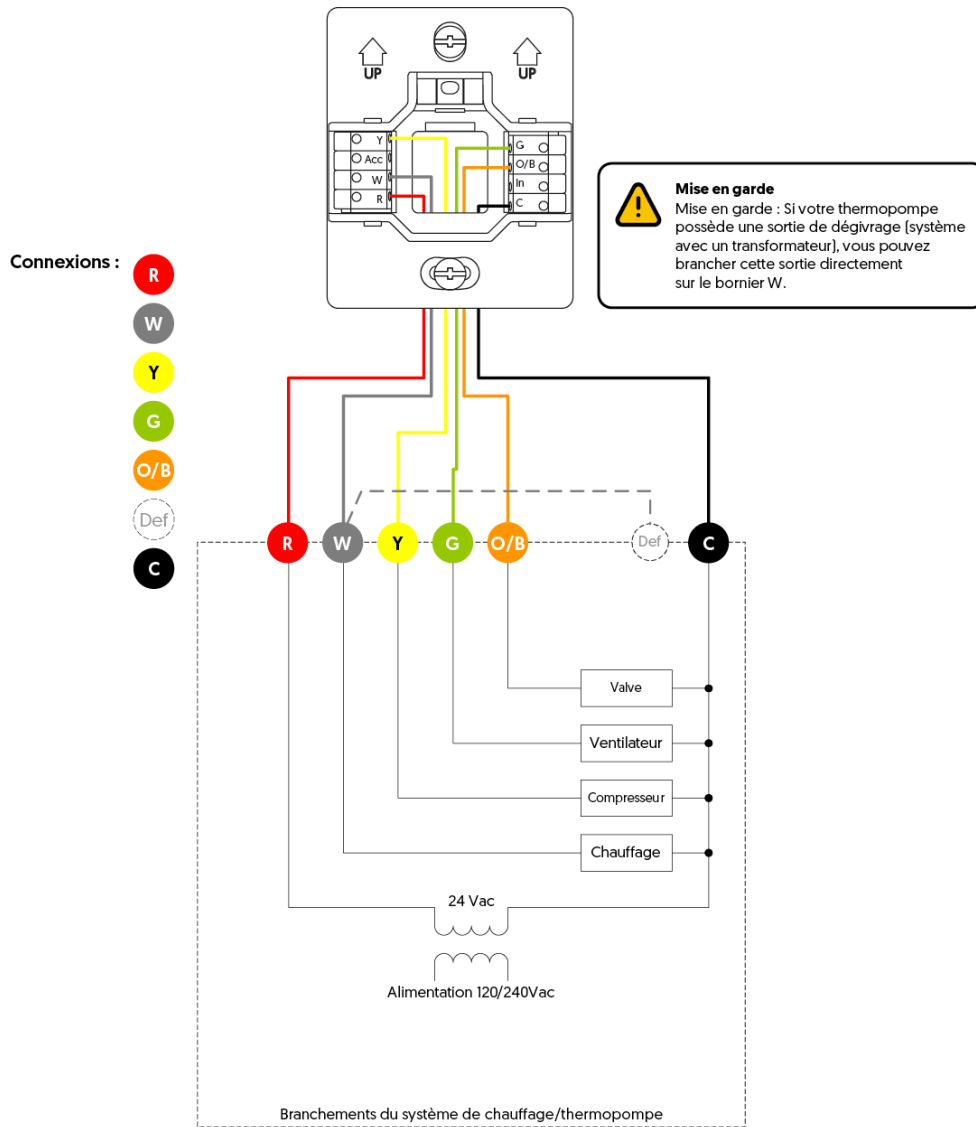 UP
UP
Y
Acc
W
R
G
O/B
In
C
Mise en garde
Mise en garde : Si votre thermopompe
possède une sortie de dégivrage (système
avec un transformateur), vous pouvez
brancher cette sortie directement
sur le bornier W.
Connexions :
R
W
Y
G
O/B
Def
C
R
W
Y
G
O/B
Def
C
Valve
Ventilateur
Compresseur
Chauffage
24 Vac
Alimentation 120/240Vac
Branchements du système de chauffage/thermopompe